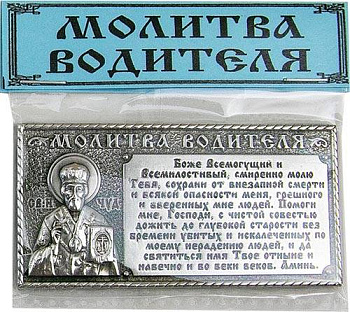 МОЛИТВА
ВОДИТЕЛЯ
МОЛИТВА ВОДИТЕЛЯ
Боже Всемогущий и
Всемилостивый, смиренно молю
Тебя, сохрани от внезапной смерти
и всякой опасности меня, грешного
и вверенных мне людей. Помоги
мне, Господи, с чистой совестью
дожить до глубокой старости без
времени убитых и искалеченных по
моему нерадению людей, и да
святиться имя Твое отныне и
навечно и во веки веков. Аминь.